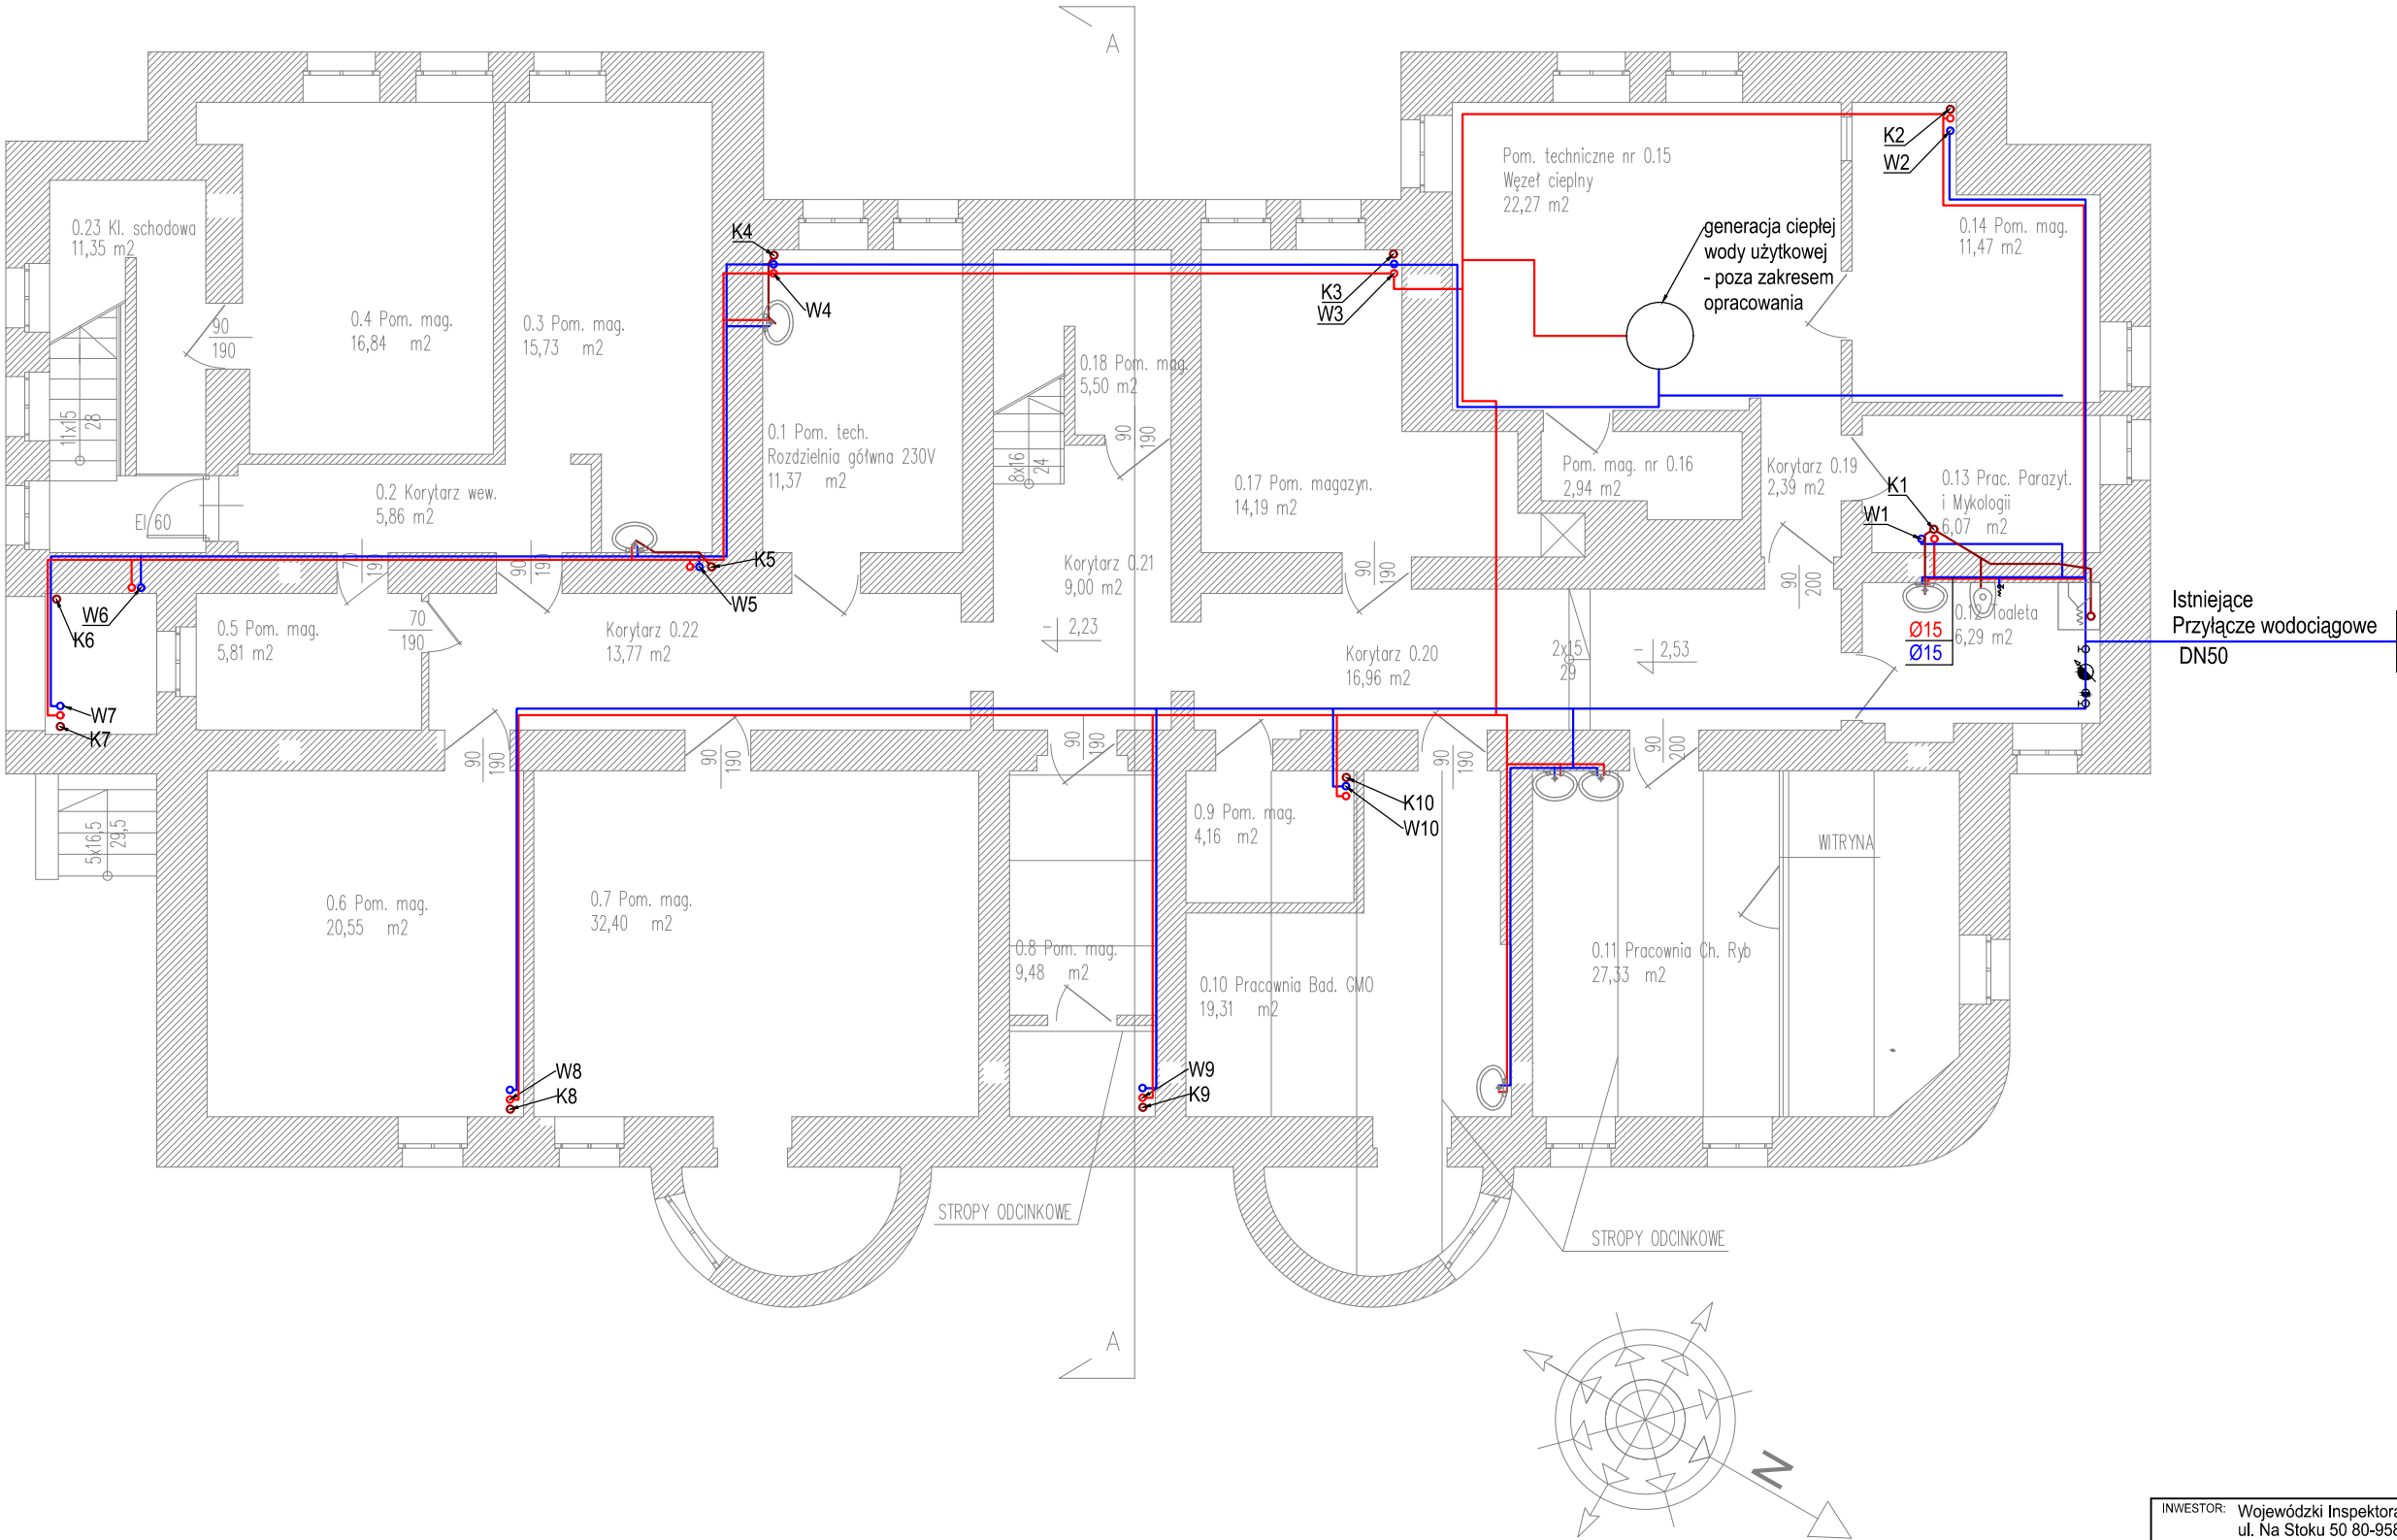 A
K2
W2
Pom. techniczne nr 0.15
Węzeł cieplny
22,27 m2
0.23 Kl. schodowa
11,35 m2
K4
0.14 Pom. mag.
11,47 m2
generacja ciepłej
wody użytkowej
- poza zakresem
opracowania
K3
W3
W4
0.4 Pom. mag.
16,84 m2
0.3 Pom. mag.
15,73 m2
90
190
0.18 Pom. mag.
5,50 m2
11x15
28
0.1 Pom. tech.
Rozdzielnia gółwna 230V
11,37 m2
90
190
8x16
24
Pom. mag. nr 0.16
2,94 m2
Korytarz 0.19
2,39 m2
0.13 Prac. Parazyt.
i Mykologii
6,07 m2
K1
W1
0.17 Pom. magazyn.
14,19 m2
0.2 Korytarz wew.
5,86 m2
EI 60
K5
W5
70
190
90
190
Korytarz 0.21
9,00 m2
90
190
90
200
W6
K6
0.5 Pom. mag.
5,81 m2
70
190
Korytarz 0.22
13,77 m2
- 2,23
Korytarz 0.20
16,96 m2
2x15
29
- 2,53
Ø15
Ø15
0.12 Toaleta
6,29 m2
Istniejące
Przyłącze wodociągowe
DN50
W7
K7
90
190
90
190
90
190
90
190
90
200
5x16,5
29,5
K10
W10
0.9 Pom. mag.
4,16 m2
WITRYNA
0.6 Pom. mag.
20,55 m2
0.7 Pom. mag.
32,40 m2
0.8 Pom. mag.
9,48 m2
0.10 Pracownia Bad. GMO
19,31 m2
0.11 Pracownia Ch. Ryb
27,33 m2
W8
K8
W9
K9
STROPY ODCINKOWE
STROPY ODCINKOWE
A
N
INWESTOR: Wojewódzki Inspektora
ul. Na Stoku 50 80-958